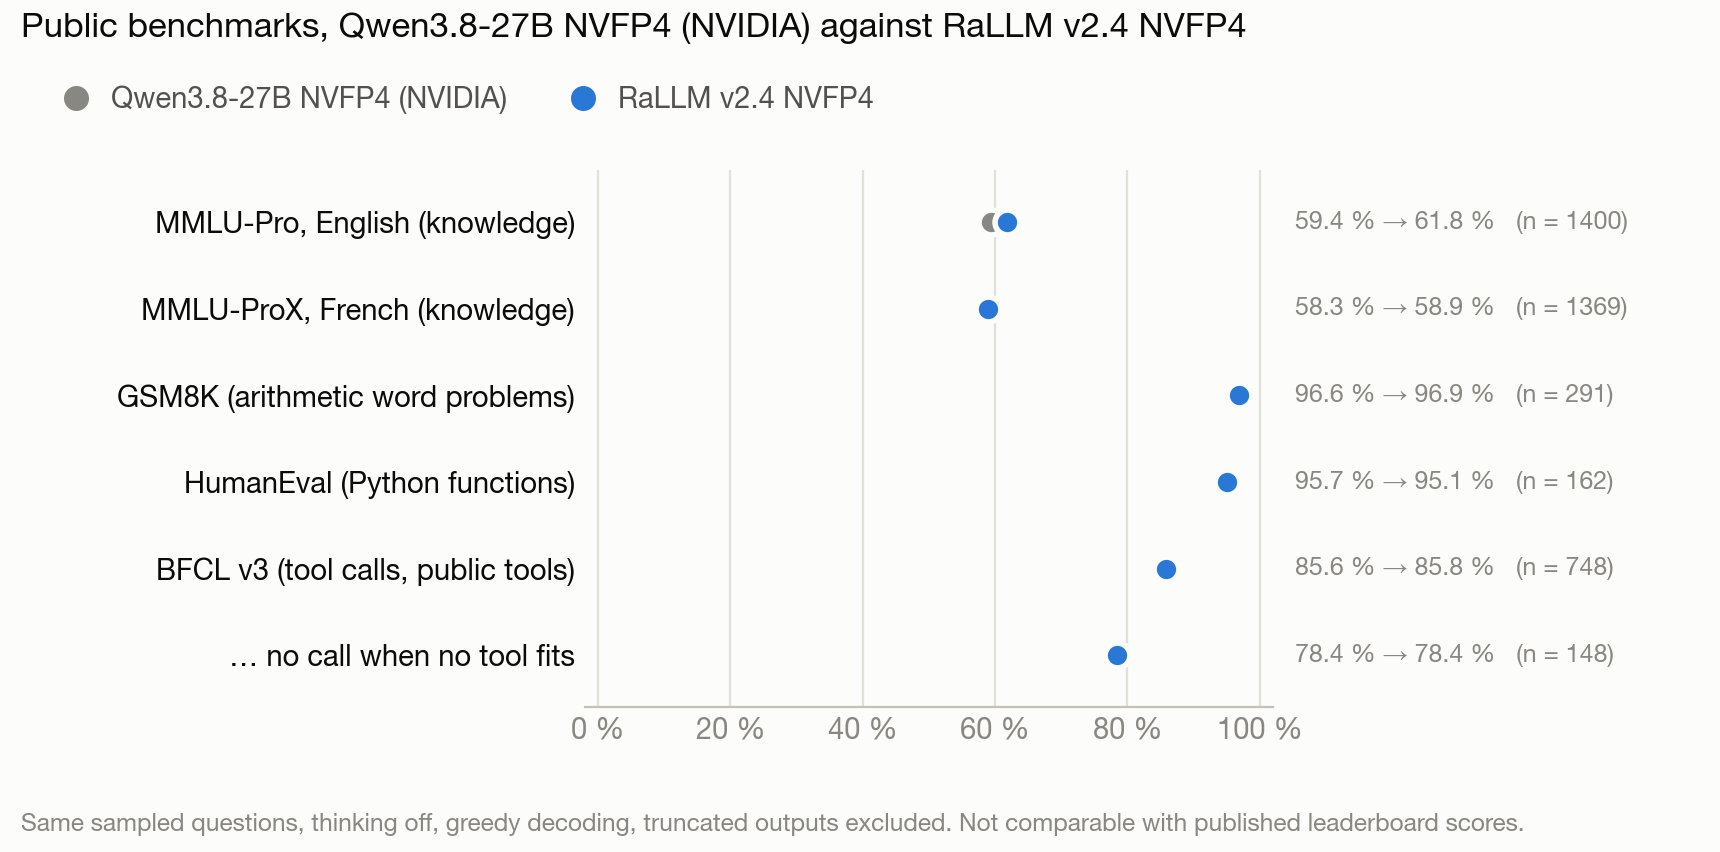 Public benchmarks, Qwen3.8-27B NVFP4 (NVIDIA) against RaLLM v2.4 NVFP4
Qwen3.8-27B NVFP4 (NVIDIA) RaLLM v2.4 NVFP4
MMLU-Pro, English (knowledge) 59.4 % → 61.8 % (n = 1400)
MMLU-ProX, French (knowledge) 58.3 % → 58.9 % (n = 1369)
GSM8K (arithmetic word problems) 96.6 % → 96.9 % (n = 291)
HumanEval (Python functions) 95.7 % → 95.1 % (n = 162)
BFCL v3 (tool calls, public tools) 85.6 % → 85.8 % (n = 748)
… no call when no tool fits 78.4 % → 78.4 % (n = 148)
0 % 20 % 40 % 60 % 80 % 100 %
Same sampled questions, thinking off, greedy decoding, truncated outputs excluded. Not comparable with published leaderboard scores.